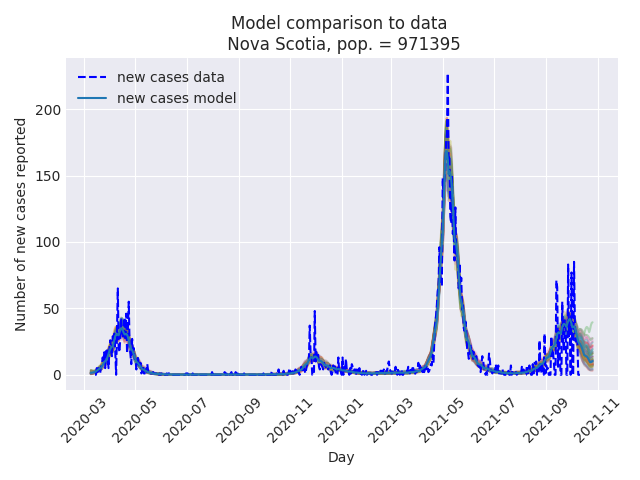 Model comparison to data
Nova Scotia, pop. = 971395
new cases data
new cases model
Number of new cases reported
200
150
100
50
0
2020-03
2020-05
2020-07
2020-09
2020-11
2021-01
2021-03
2021-05
2021-07
2021-09
2021-11
Day